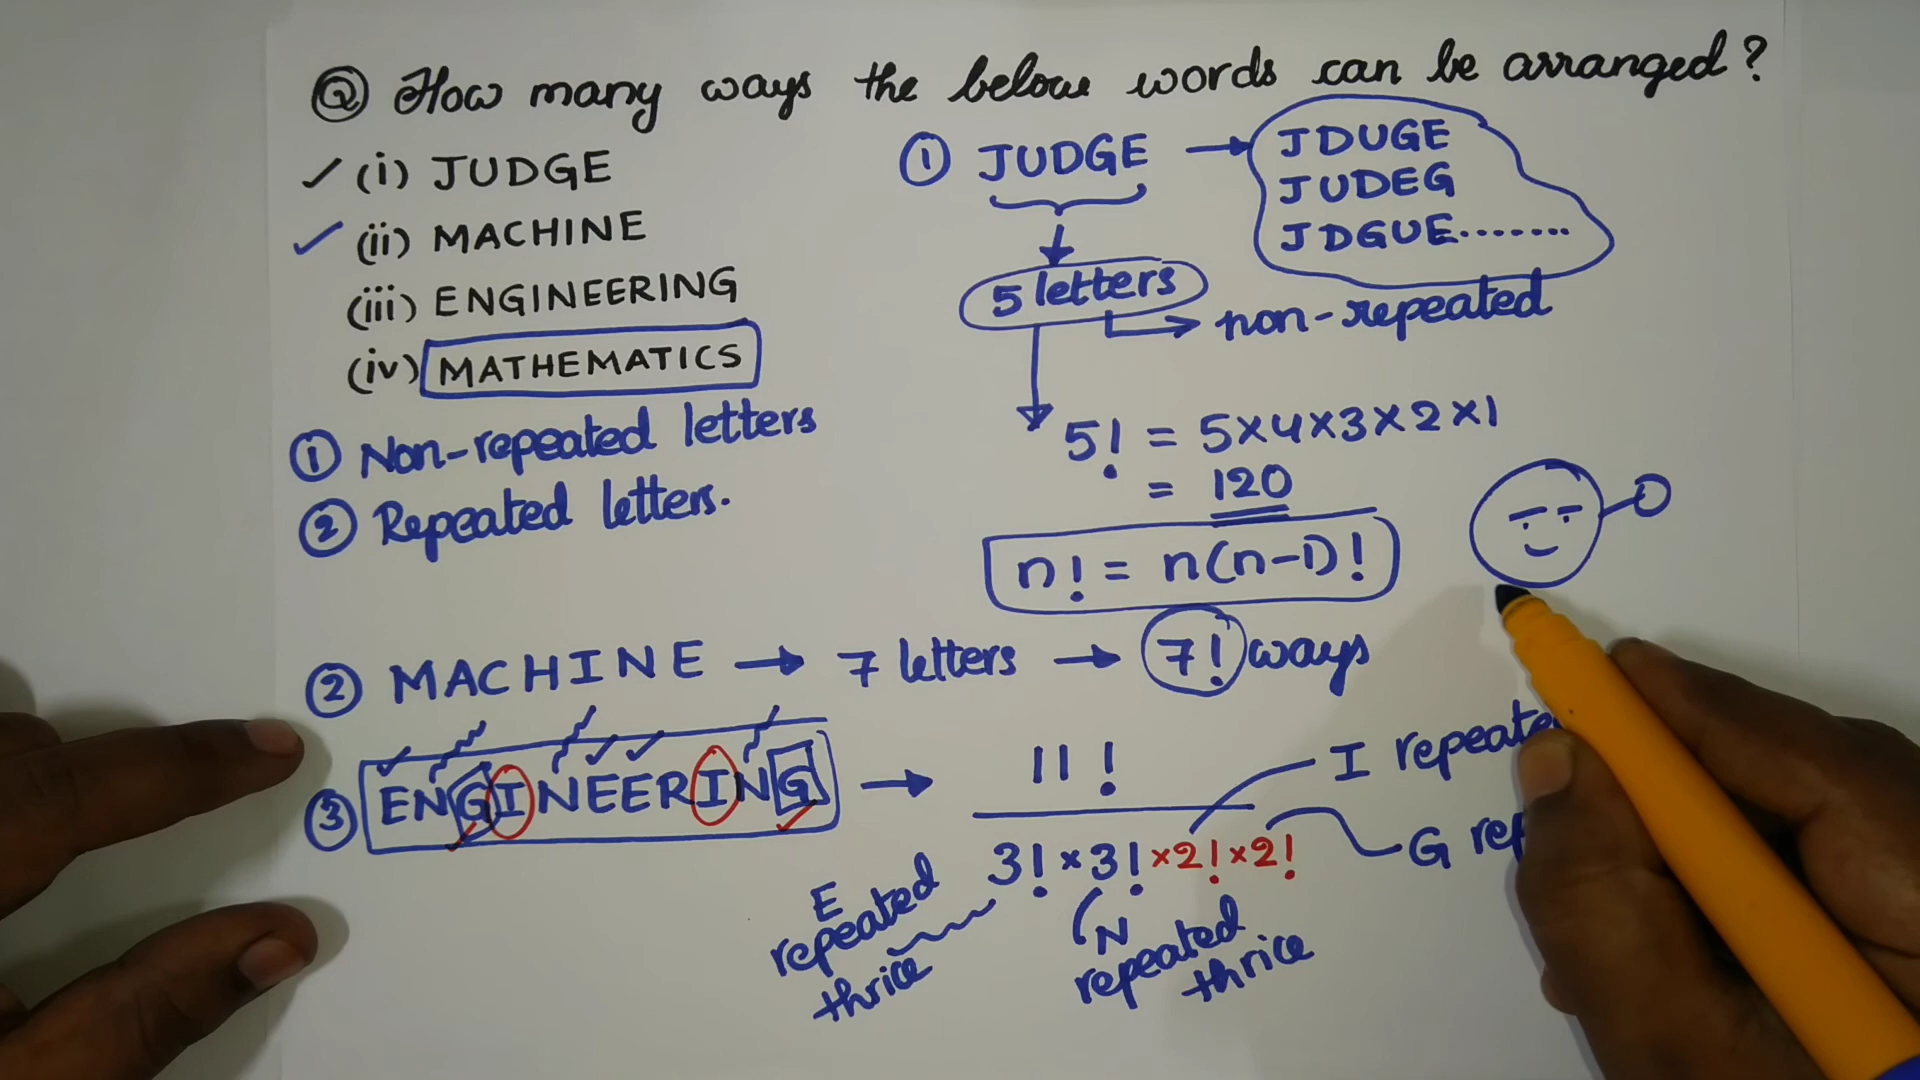 Q How many ways the below words can be arranged?
(i) JUDGE
(ii) MACHINE
(iii) ENGINEERING
(iv) MATHEMATICS
① Non-repeated letters
② Repeated letters.
① JUDGE → JDUGE
JUDEG
JDGUE........
5 letters
non-repeated
5! = 5×4×3×2×1
= 120
n! = n(n-1)!
② MACHINE → 7 letters → 7! ways
③ ENGINEERING → 11!
3! × 3! × 2! × 2!
I repeate
G rep
E
repeated
thrice
N
repeated
thrice